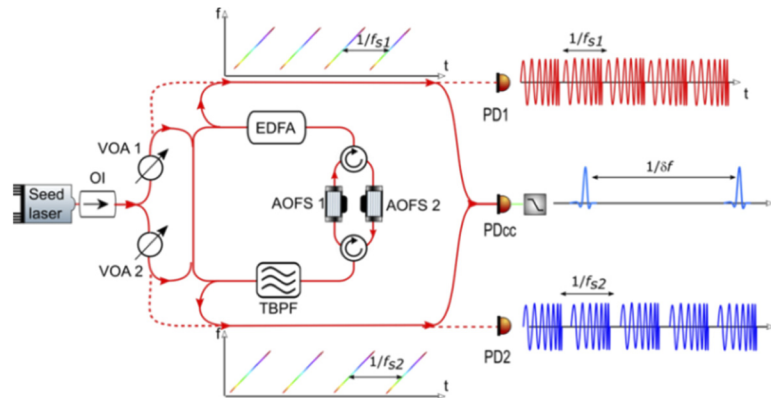 f
1/fs1
t
1/fs1
t
PD1
VOA 1
EDFA
OI
Seed
laser
AOFS 1
AOFS 2
1/δf
PDcc
VOA 2
TBPF
1/fs2
PD2
f
1/fs2
t